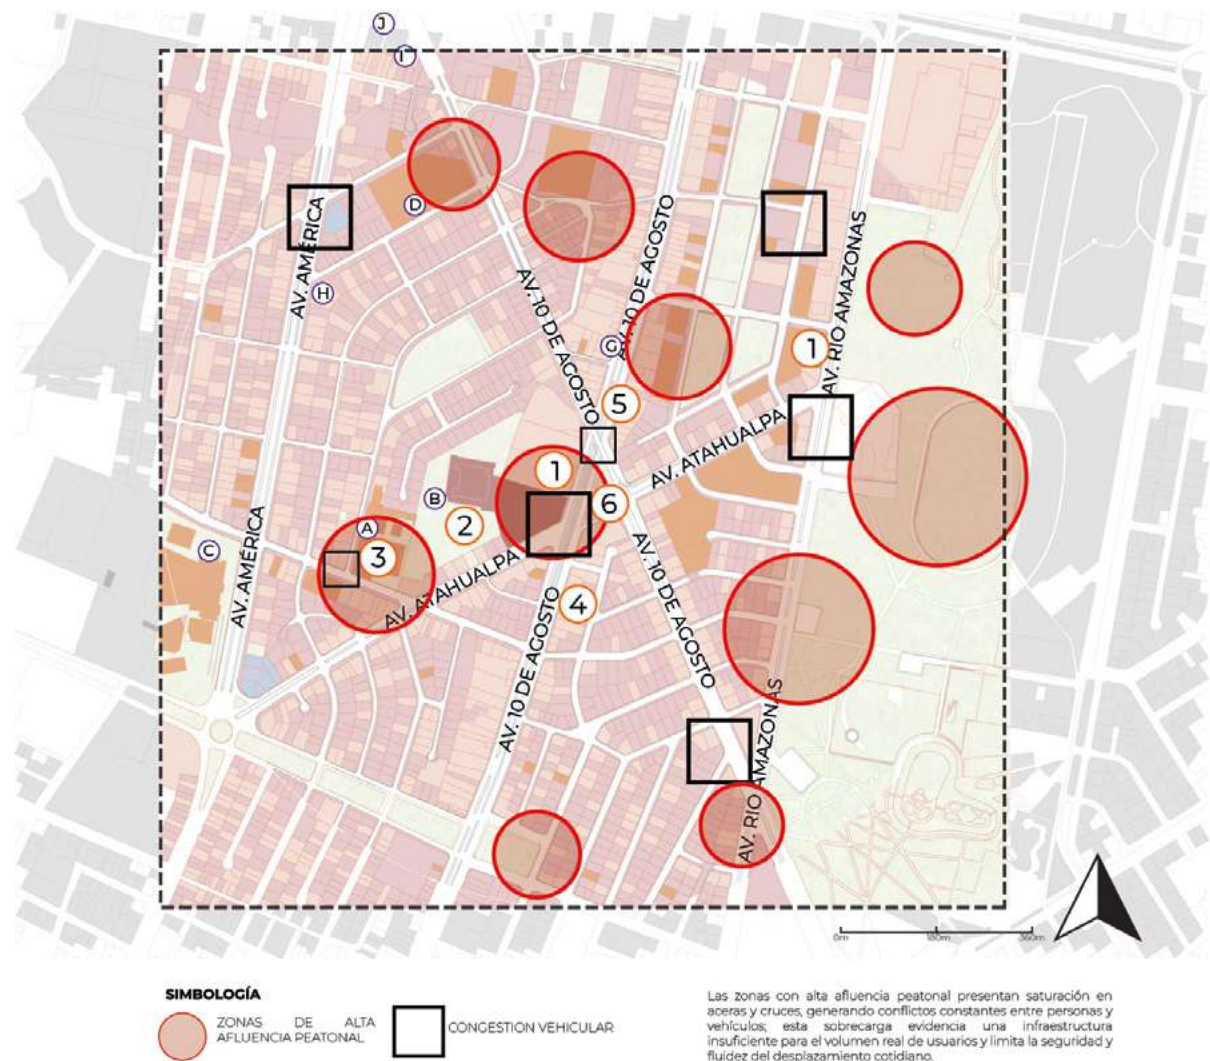 J
I
D
AV. AMÉRICA
H
AV. 10 DE AGOSTO
AV. 10 DE AGOSTO
G
1
AV. RIO AMAZONAS
5
AV. ATAHUALPA
1
6
B
2
A
3
C
AV. AMÉRICA
AV. ATAHUALPA
4
AV. 10 DE AGOSTO
AV. 10 DE AGOSTO
AV. RIO AMAZONAS
0m 180m 360m
SIMBOLOGÍA
ZONAS DE ALTA
AFLUENCIA PEATONAL
CONGESTION VEHICULAR
Las zonas con alta afluencia peatonal presentan saturación en
aceras y cruces, generando conflictos constantes entre personas y
vehículos; esta sobrecarga evidencia una infraestructura
insuficiente para el volumen real de usuarios y limita la seguridad y
fluidez del desplazamiento cotidiano.